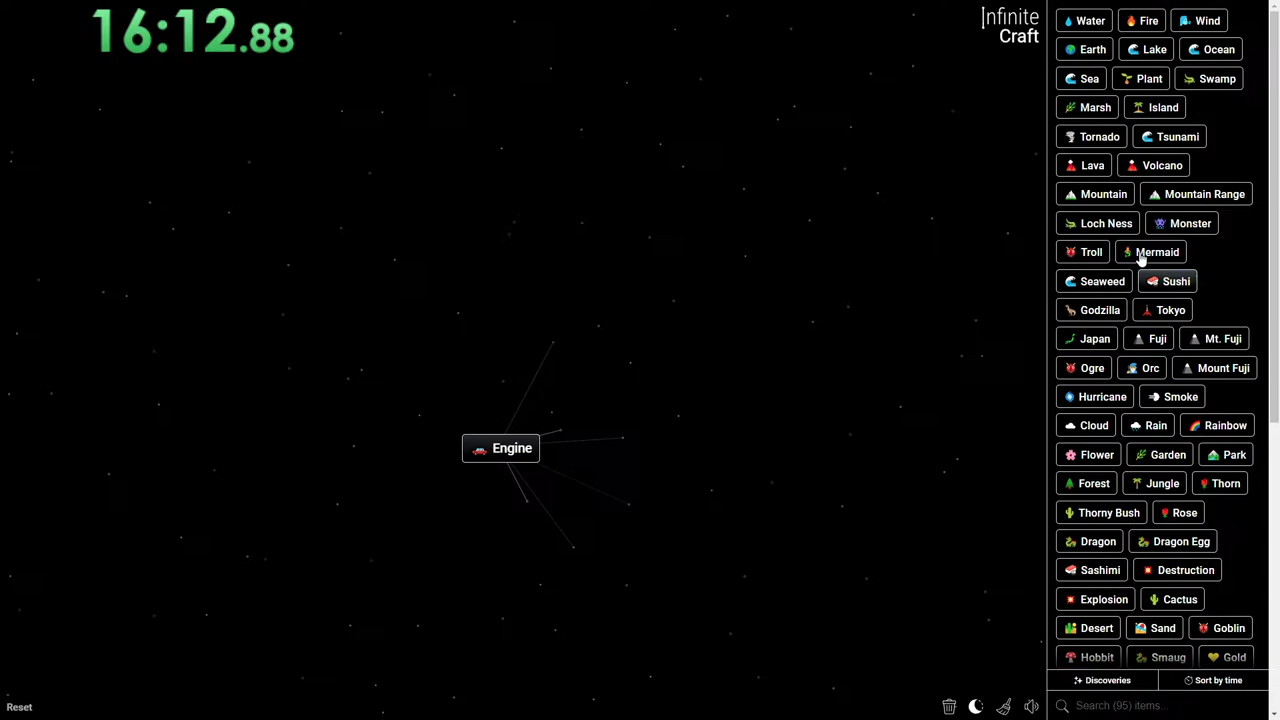 16:12.88
Infinite
Craft
Engine
Water Fire Wind
Earth Lake Ocean
Sea Plant Swamp
Marsh Island
Tornado Tsunami
Lava Volcano
Mountain Mountain Range
Loch Ness Monster
Troll Mermaid
Seaweed Sushi
Godzilla Tokyo
Japan Fuji Mt. Fuji
Ogre Orc Mount Fuji
Hurricane Smoke
Cloud Rain Rainbow
Flower Garden Park
Forest Jungle Thorn
Thorny Bush Rose
Dragon Dragon Egg
Sashimi Destruction
Explosion Cactus
Desert Sand Goblin
Hobbit Smaug Gold
Discoveries Sort by time
Search (95) items...
Reset